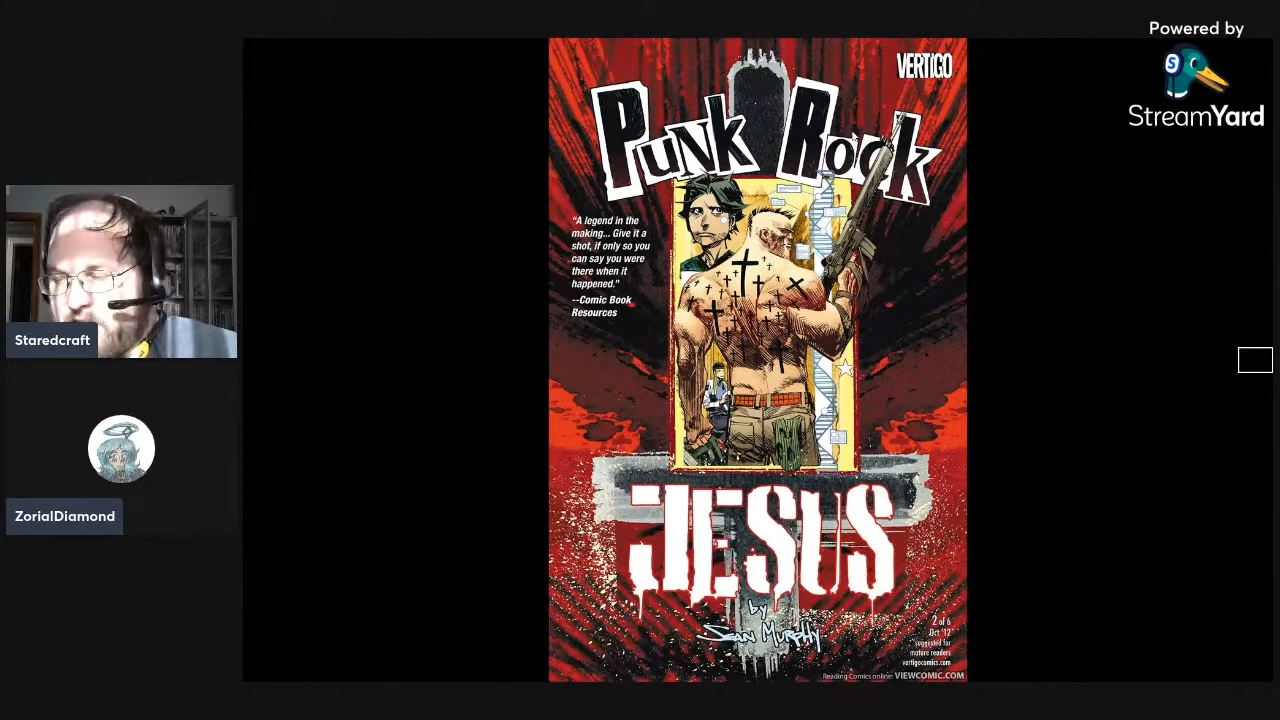 Powered by
StreamYard
VERTIGO
PUNK ROCK
"A legend in the
making... Give it a
shot, if only so you
can say you were
there when it
happened."
--Comic Book
Resources
JESUS
by
SEAN MURPHY
2 of 6
Oct '12
suggested for
mature readers
vertigocomics.com
Reading Comics online: VIEWCOMIC.COM
Staredcraft
ZorialDiamond